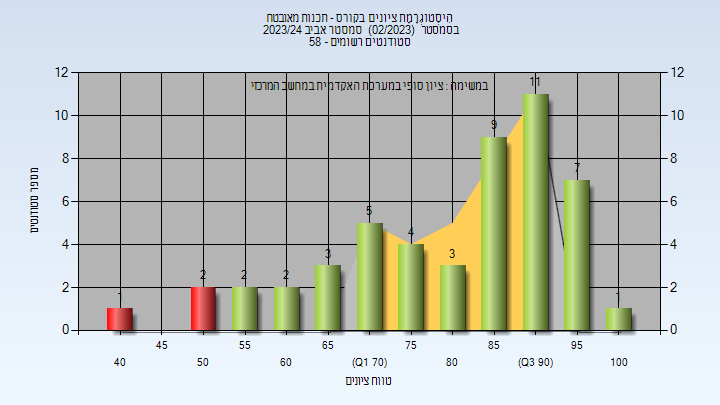 הִיסְטוֹגְרָמַת ציונים בקורס - תכנות מאובטח
בסמסטר (02/2023) סמסטר אביב 2023/24
סטודנטים רשומים - 58
במשימה : ציון סופי במערכת האקדמית במחשב המרכזי
12 12
10 10
8 8
6 6
4 4
2 2
0 0
מספר סטודנטים
1 2 2 2 3 5 4 3 9 11 7 1
40 45 50 55 60 65 (Q1 70) 75 80 85 (Q3 90) 95 100
טווח ציונים